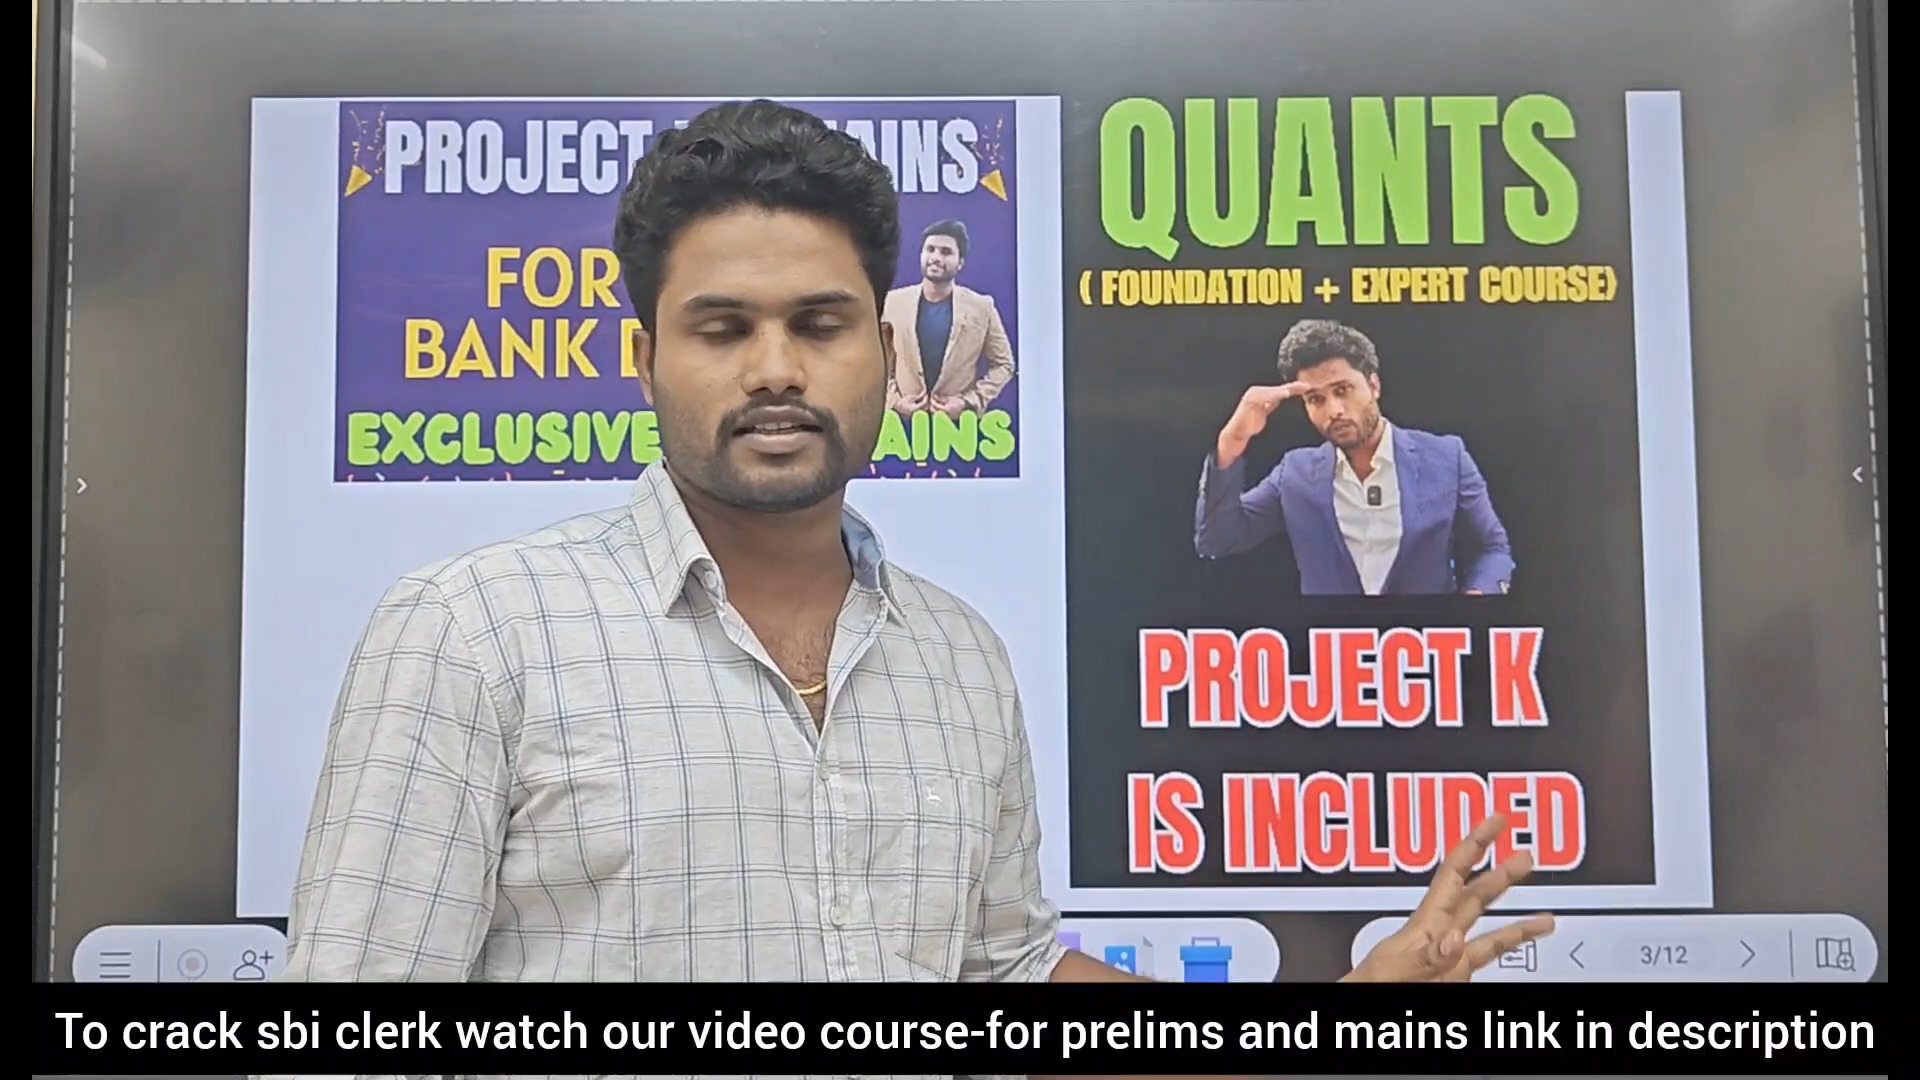 PROJECT
AINS
FOR
BANK
EXCLUSIVE
AINS
QUANTS
( FOUNDATION + EXPERT COURSE)
PROJECT K
IS INCLUDED
3/12
To crack sbi clerk watch our video course-for prelims and mains link in description